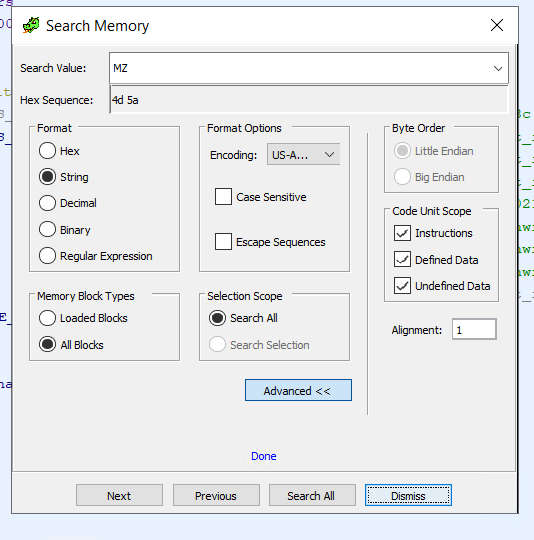 Search Memory
Search Value: MZ
Hex Sequence: 4d 5a
Format
Hex
String
Decimal
Binary
Regular Expression
Format Options
Encoding: US-A...
Case Sensitive
Escape Sequences
Byte Order
Little Endian
Big Endian
Code Unit Scope
Instructions
Defined Data
Undefined Data
Memory Block Types
Loaded Blocks
All Blocks
Selection Scope
Search All
Search Selection
Alignment: 1
Advanced <<
Done
Next Previous Search All Dismiss